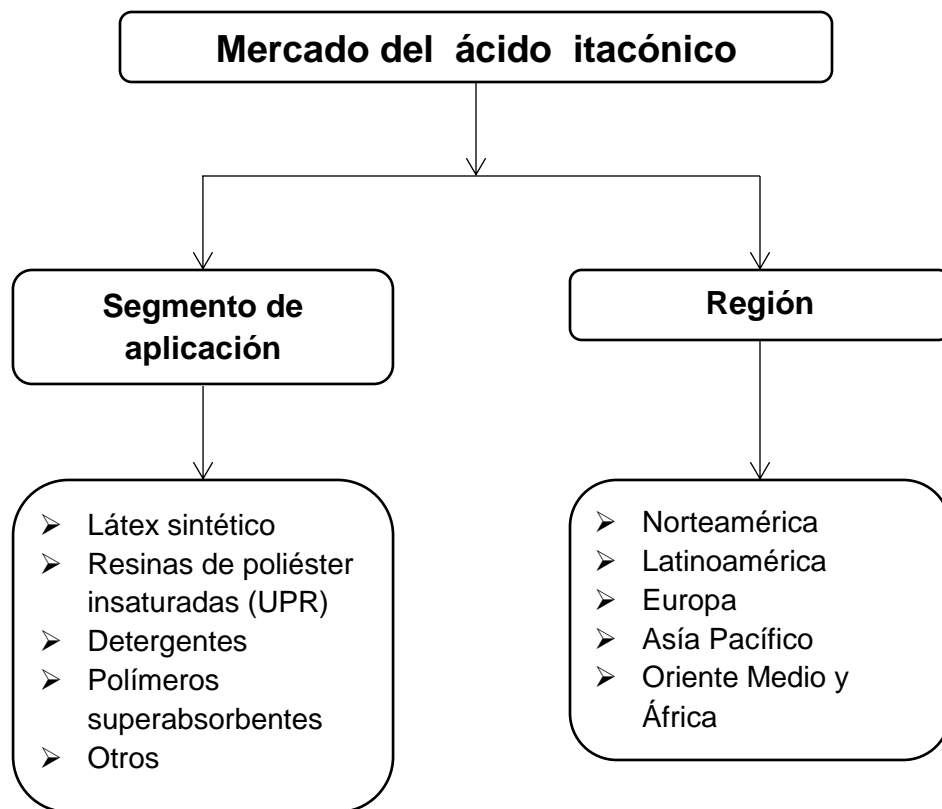 Mercado del ácido itacónico
Segmento de
aplicación
Región
➢ Látex sintético
➢ Resinas de poliéster
insaturadas (UPR)
➢ Detergentes
➢ Polímeros
superabsorbentes
➢ Otros
➢ Norteamérica
➢ Latinoamérica
➢ Europa
➢ Asía Pacífico
➢ Oriente Medio y
África